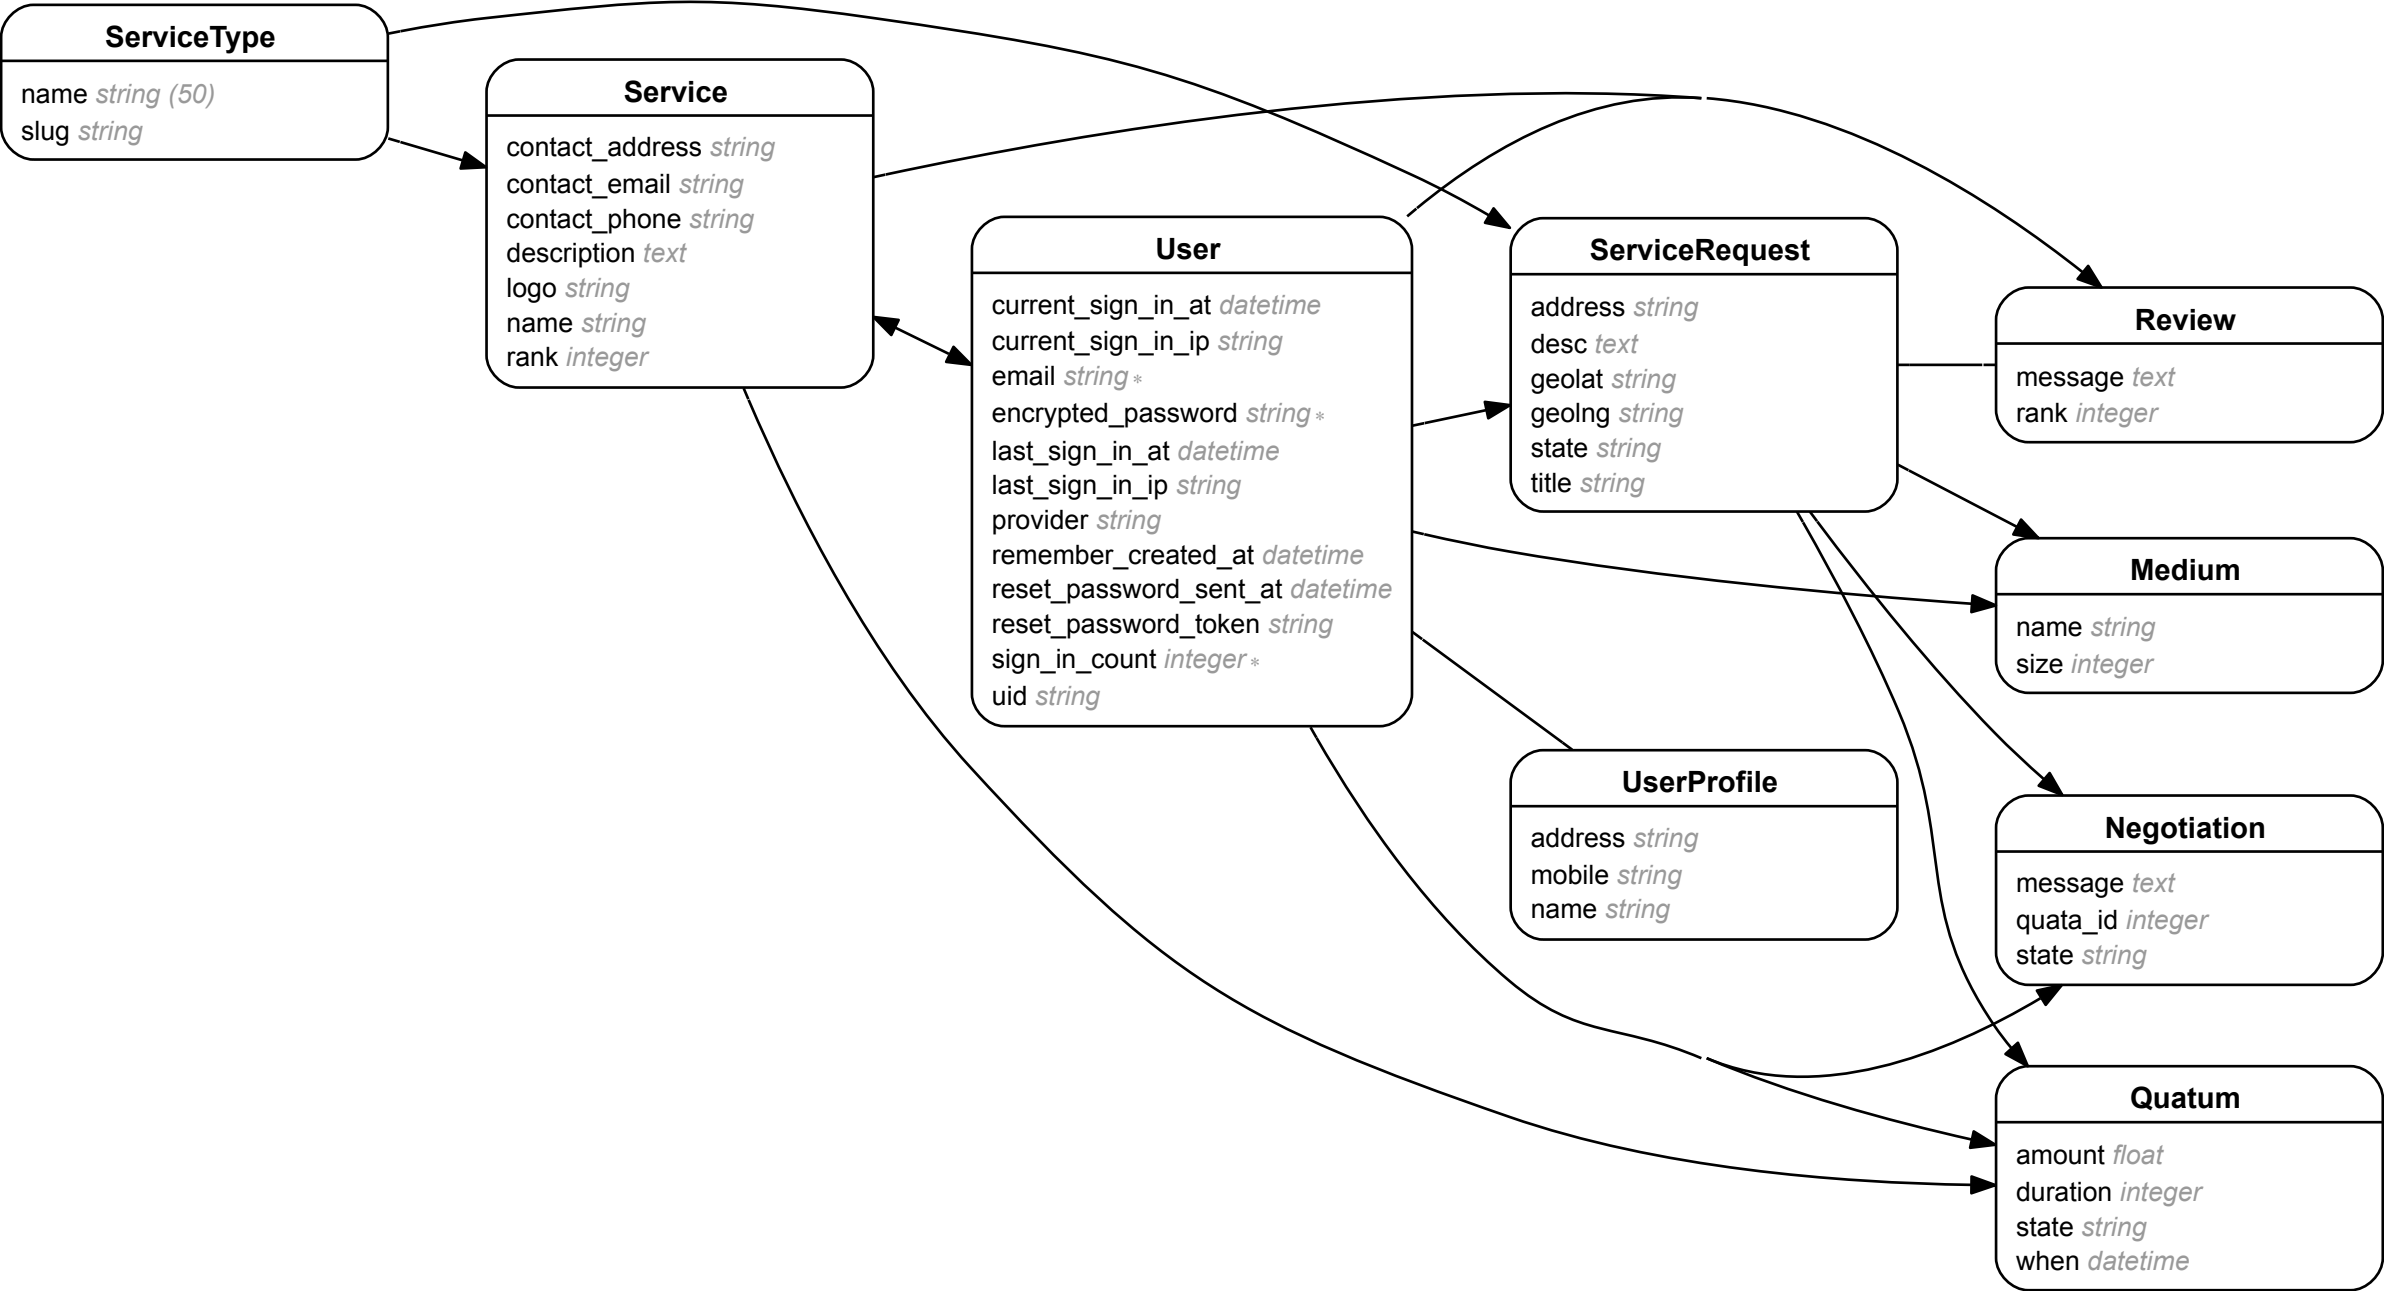 ServiceType
name string (50)
slug string
Service
contact_address string
contact_email string
contact_phone string
description text
logo string
name string
rank integer
User
current_sign_in_at datetime
current_sign_in_ip string
email string *
encrypted_password string *
last_sign_in_at datetime
last_sign_in_ip string
provider string
remember_created_at datetime
reset_password_sent_at datetime
reset_password_token string
sign_in_count integer *
uid string
ServiceRequest
address string
desc text
geolat string
geolng string
state string
title string
UserProfile
address string
mobile string
name string
Review
message text
rank integer
Medium
name string
size integer
Negotiation
message text
quata_id integer
state string
Quatum
amount float
duration integer
state string
when datetime